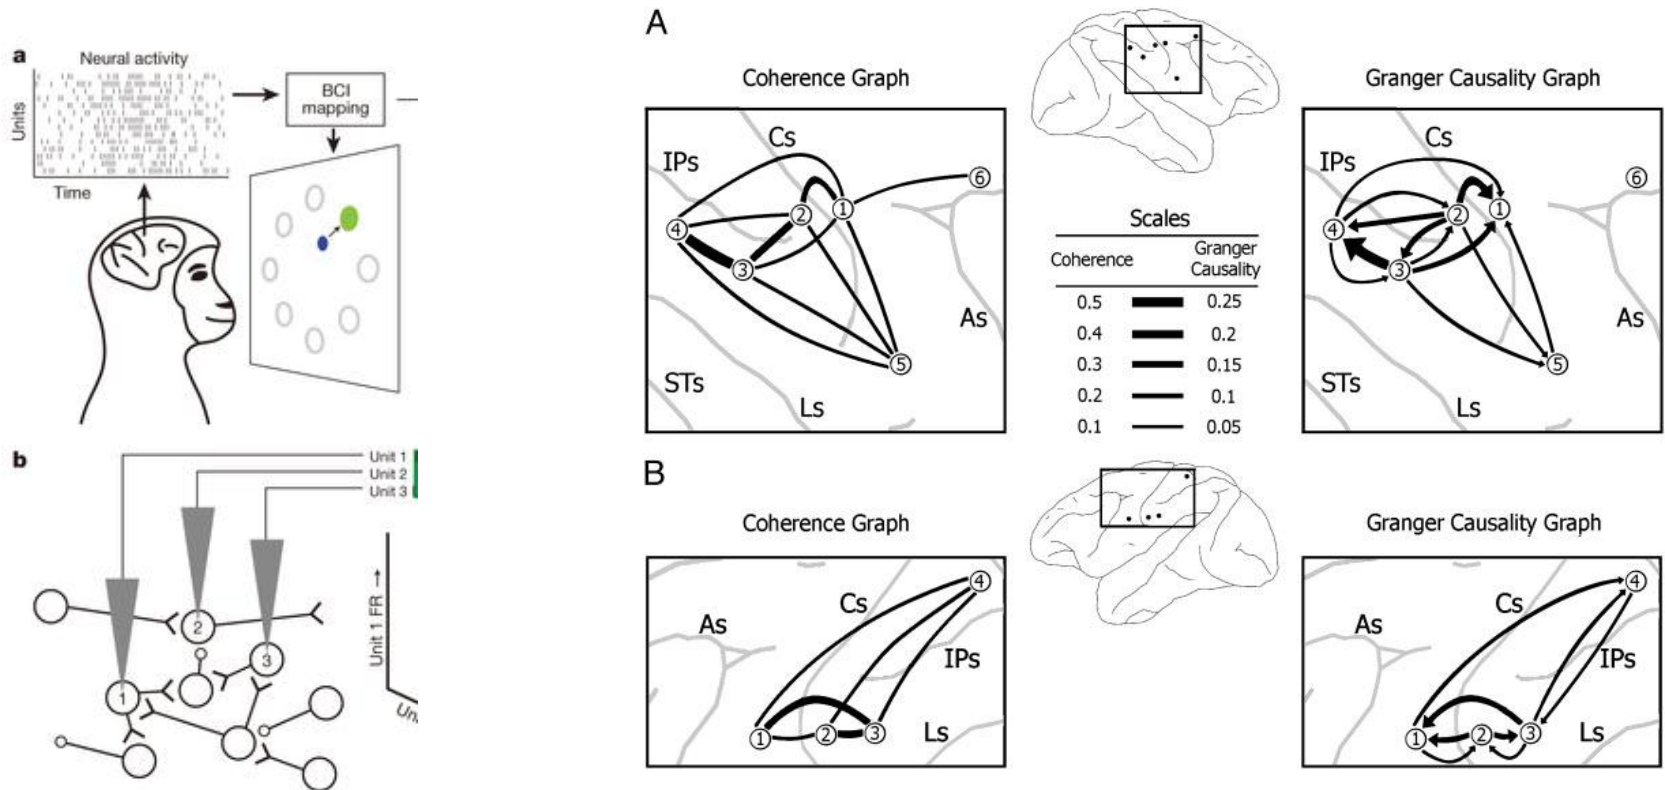 a
Neural activity
Units
Time
BCI
mapping
b
Unit 1
Unit 2
Unit 3
1
2
3
Unit 1 FR →
A
Coherence Graph
IPs
Cs
1
2
3
4
5
6
As
STs
Ls
Scales
Coherence
Granger
Causality
0.5 0.25
0.4 0.2
0.3 0.15
0.2 0.1
0.1 0.05
Granger Causality Graph
IPs
Cs
1
2
3
4
5
6
As
STs
Ls
B
Coherence Graph
As
Cs
IPs
Ls
1
2
3
4
Granger Causality Graph
As
Cs
IPs
Ls
1
2
3
4